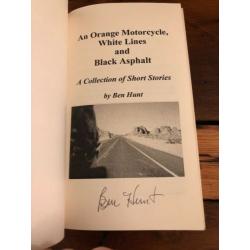 An Orange Motorcycle,
White Lines
and
Black Asphalt
A Collection of Short Stories
by Ben Hunt
Ben Hunt